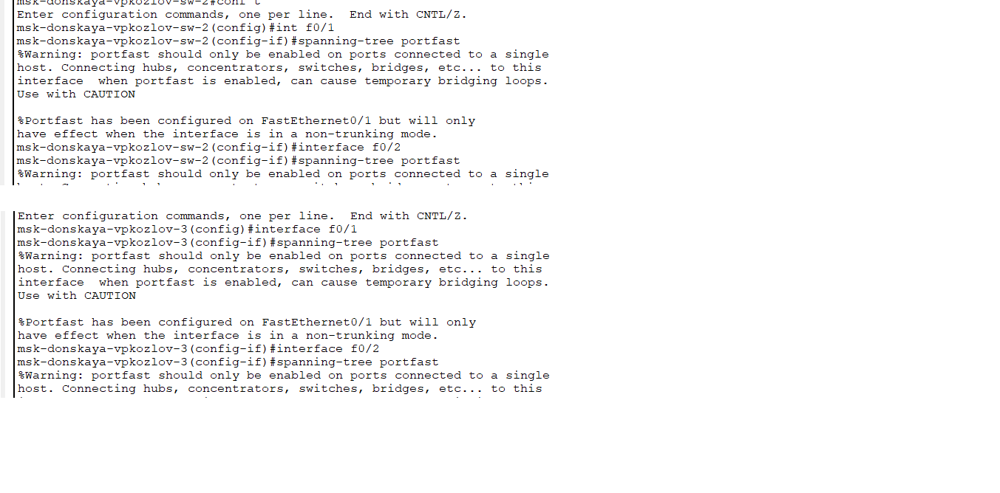 msk-donskaya-vpkozlov-sw-2#conf t
Enter configuration commands, one per line.  End with CNTL/Z.
msk-donskaya-vpkozlov-sw-2(config)#int f0/1
msk-donskaya-vpkozlov-sw-2(config-if)#spanning-tree portfast
%Warning: portfast should only be enabled on ports connected to a single
host. Connecting hubs, concentrators, switches, bridges, etc... to this
interface  when portfast is enabled, can cause temporary bridging loops.
Use with CAUTION
%Portfast has been configured on FastEthernet0/1 but will only
have effect when the interface is in a non-trunking mode.
msk-donskaya-vpkozlov-sw-2(config-if)#interface f0/2
msk-donskaya-vpkozlov-sw-2(config-if)#spanning-tree portfast
%Warning: portfast should only be enabled on ports connected to a single
Enter configuration commands, one per line.  End with CNTL/Z.
msk-donskaya-vpkozlov-3(config)#interface f0/1
msk-donskaya-vpkozlov-3(config-if)#spanning-tree portfast
%Warning: portfast should only be enabled on ports connected to a single
host. Connecting hubs, concentrators, switches, bridges, etc... to this
interface  when portfast is enabled, can cause temporary bridging loops.
Use with CAUTION
%Portfast has been configured on FastEthernet0/1 but will only
have effect when the interface is in a non-trunking mode.
msk-donskaya-vpkozlov-3(config-if)#interface f0/2
msk-donskaya-vpkozlov-3(config-if)#spanning-tree portfast
%Warning: portfast should only be enabled on ports connected to a single
host. Connecting hubs, concentrators, switches, bridges, etc... to this